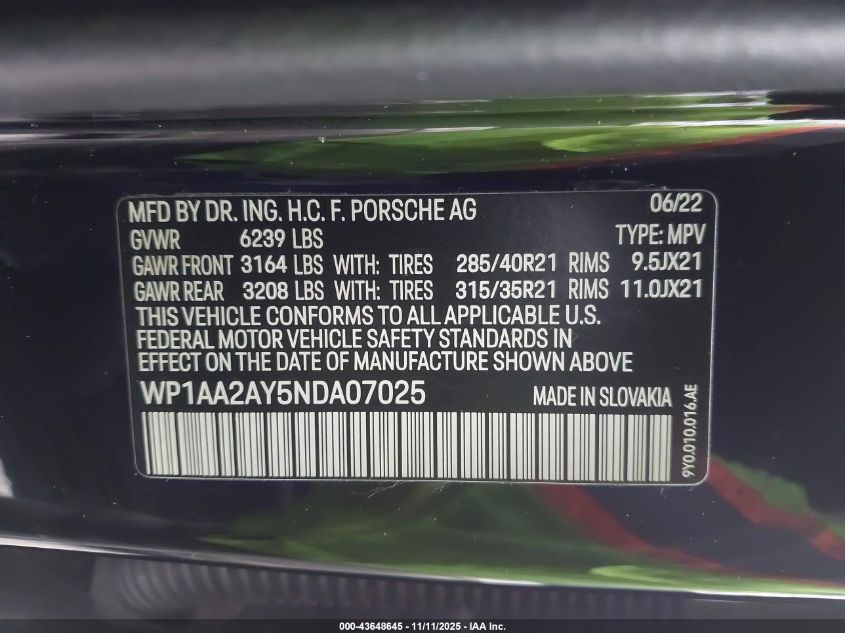 MFD BY DR. ING. H.C. F. PORSCHE AG 06/22
GVWR 6239 LBS TYPE: MPV
GAWR FRONT 3164 LBS WITH: TIRES 285/40R21 RIMS 9.5JX21
GAWR REAR 3208 LBS WITH: TIRES 315/35R21 RIMS 11.0JX21
THIS VEHICLE CONFORMS TO ALL APPLICABLE U.S.
FEDERAL MOTOR VEHICLE SAFETY STANDARDS IN
EFFECT ON THE DATE OF MANUFACTURE SHOWN ABOVE
WP1AA2AY5NDA07025 MADE IN SLOVAKIA
9Y0.010.016.AE
000-43648645 - 11/11/2025 - IAA Inc.